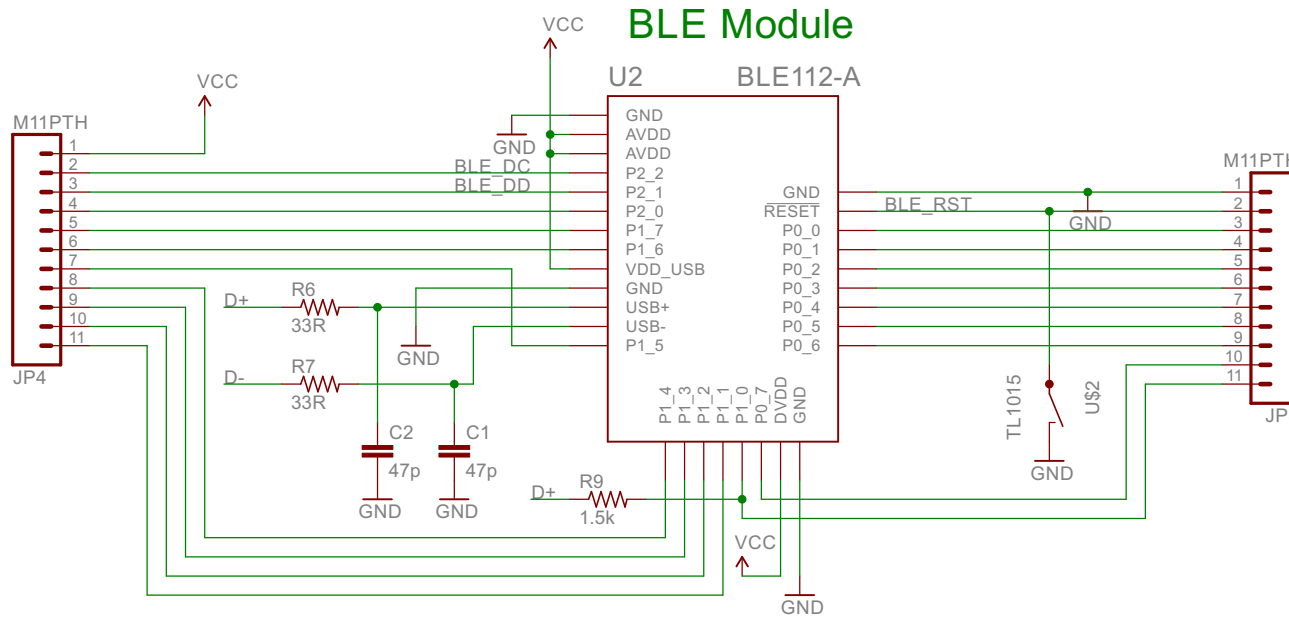 BLE Module
VCC
VCC
U2
BLE112-A
M11PTH
1
2
3
4
5
6
7
8
9
10
11
JP4
BLE_DC
BLE_DD
GND
GND
AVDD
AVDD
P2_2
P2_1
P2_0
P1_7
P1_6
VDD_USB
GND
USB+
USB-
P1_5
GND
RESET
P0_0
P0_1
P0_2
P0_3
P0_4
P0_5
P0_6
P1_4
P1_3
P1_2
P1_1
P1_0
P0_7
DVDD
GND
BLE_RST
GND
M11PTH
1
2
3
4
5
6
7
8
9
10
11
JP
D+
R6
33R
GND
D-
R7
33R
C2
47p
GND
C1
47p
GND
D+
R9
1.5k
VCC
GND
TL1015
U$2
GND